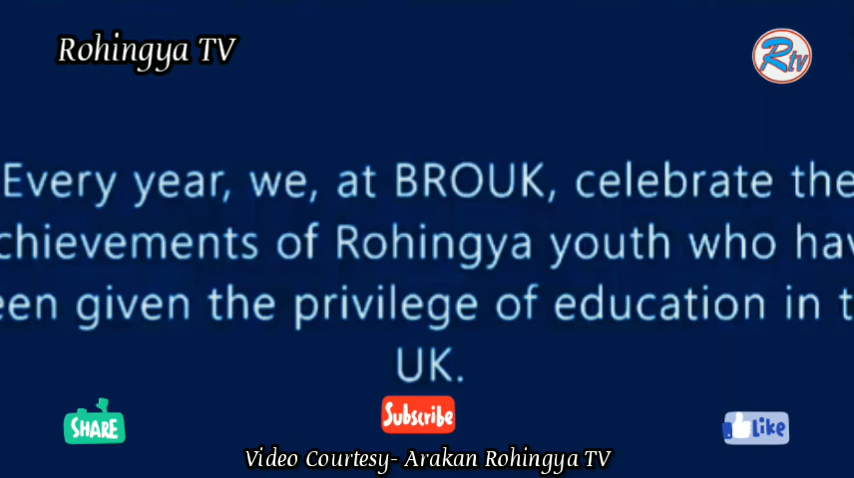 Rohingya TV
Rtv
Every year, we, at BROUK, celebrate the
chievements of Rohingya youth who hav
een given the privilege of education in t
UK.
SHARE
Subscribe
Like
Video Courtesy- Arakan Rohingya TV